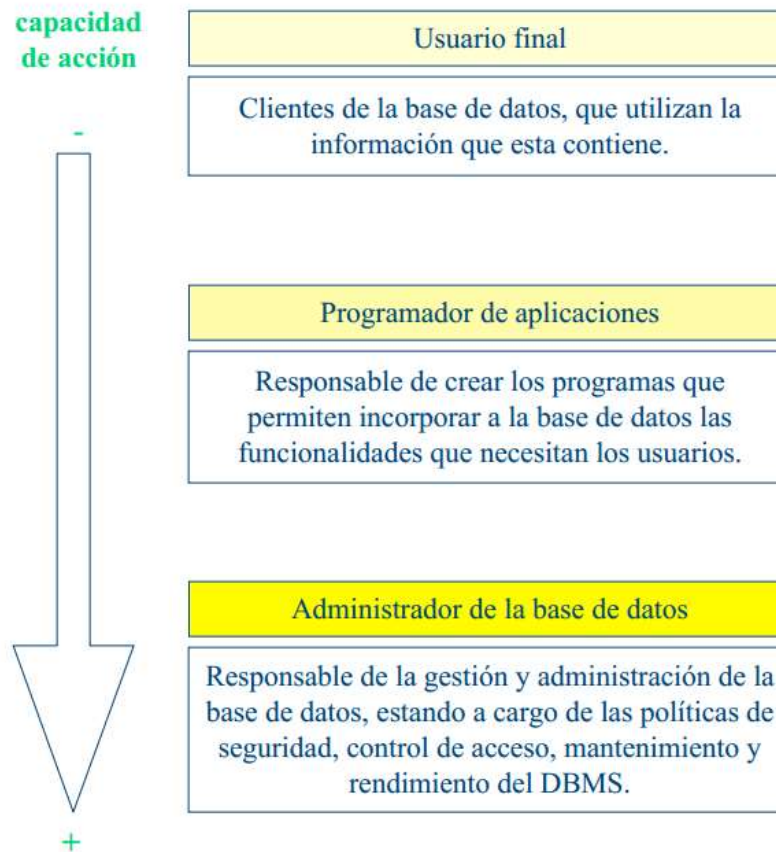 capacidad
de acción
-
Usuario final
Clientes de la base de datos, que utilizan la
información que esta contiene.
Programador de aplicaciones
Responsable de crear los programas que
permiten incorporar a la base de datos las
funcionalidades que necesitan los usuarios.
Administrador de la base de datos
Responsable de la gestión y administración de la
base de datos, estando a cargo de las políticas de
seguridad, control de acceso, mantenimiento y
rendimiento del DBMS.
+